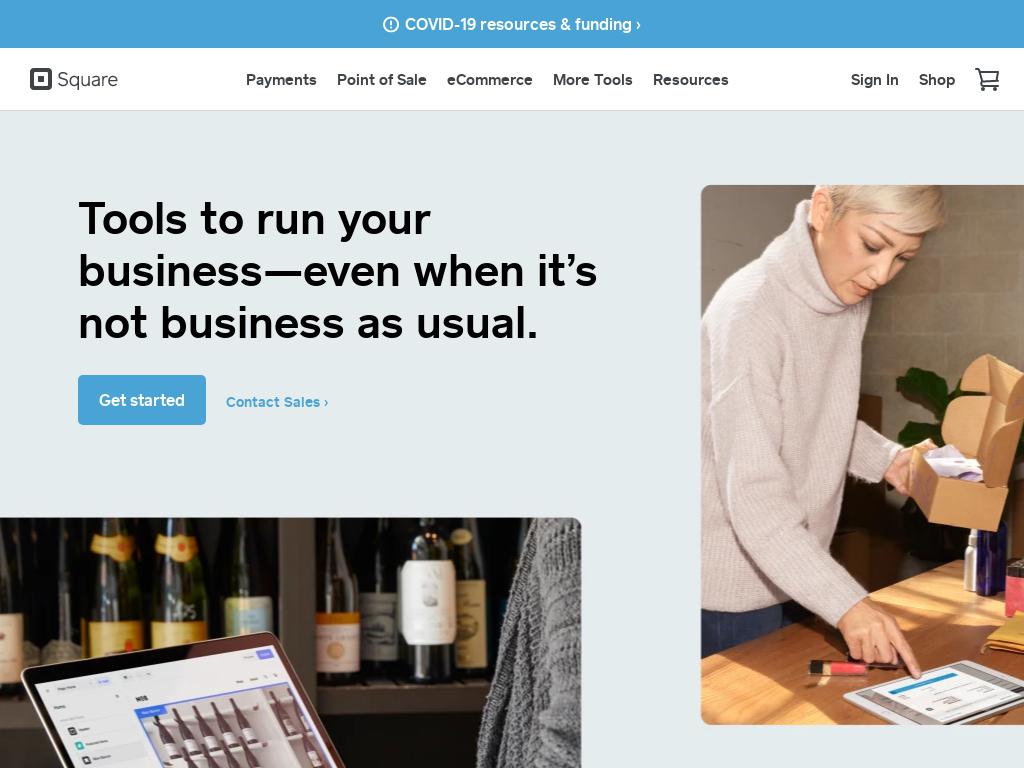 COVID-19 resources & funding ›
Square
Payments
Point of Sale
eCommerce
More Tools
Resources
Sign In
Shop
Tools to run your
business—even when it’s
not business as usual.
Get started
Contact Sales ›